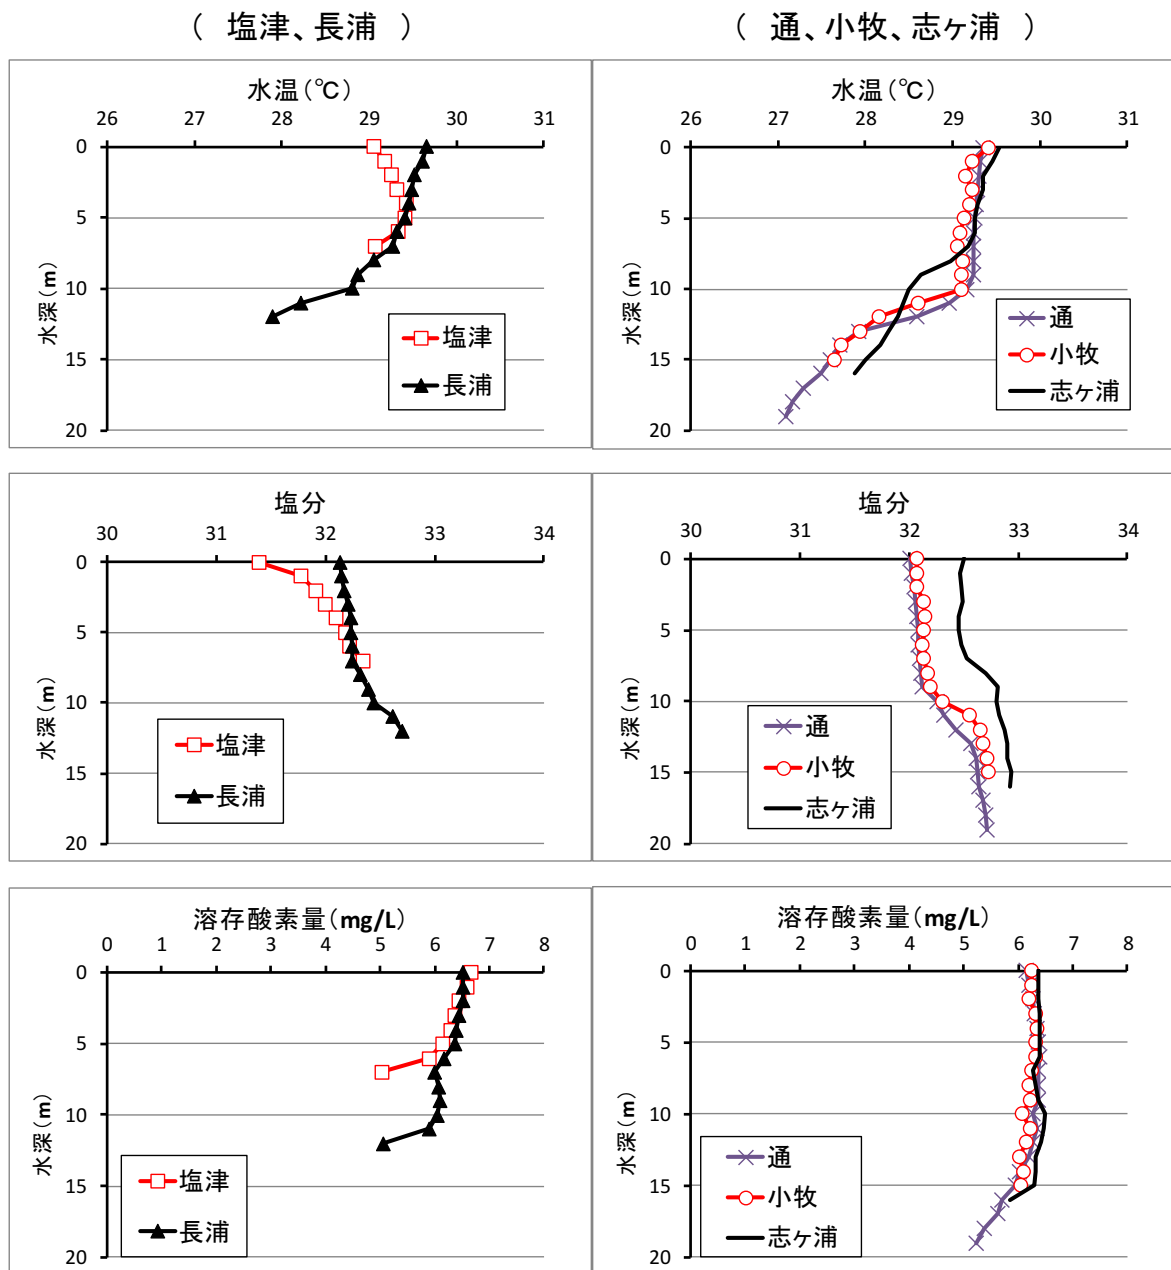 （ 塩津、長浦 ）
（ 通、小牧、志ヶ浦 ）
水温（℃）
26 27 28 29 30 31
0
5
10
15
20
水深（m）
塩津
長浦
水温（℃）
26 27 28 29 30 31
0
5
10
15
20
水深（m）
通
小牧
志ヶ浦
塩分
30 31 32 33 34
0
5
10
15
20
水深（m）
塩津
長浦
塩分
30 31 32 33 34
0
5
10
15
20
水深（m）
通
小牧
志ヶ浦
溶存酸素量（mg/L）
0 1 2 3 4 5 6 7 8
0
5
10
15
20
水深（m）
塩津
長浦
溶存酸素量（mg/L）
0 1 2 3 4 5 6 7 8
0
5
10
15
20
水深（m）
通
小牧
志ヶ浦